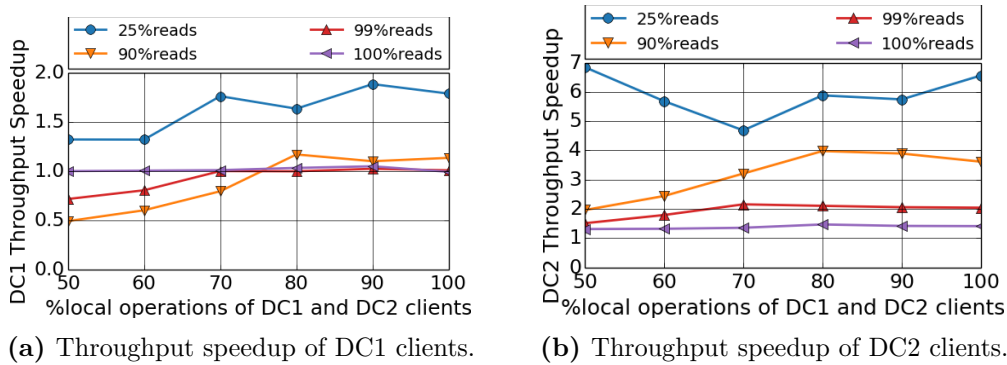 25%reads 99%reads
90%reads 100%reads
2.0
1.5
1.0
0.5
0.0
DC1 Throughput Speedup
50 60 70 80 90 100
%local operations of DC1 and DC2 clients
(a) Throughput speedup of DC1 clients.
25%reads 99%reads
90%reads 100%reads
7
6
5
4
3
2
1
0
DC2 Throughput Speedup
50 60 70 80 90 100
%local operations of DC1 and DC2 clients
(b) Throughput speedup of DC2 clients.